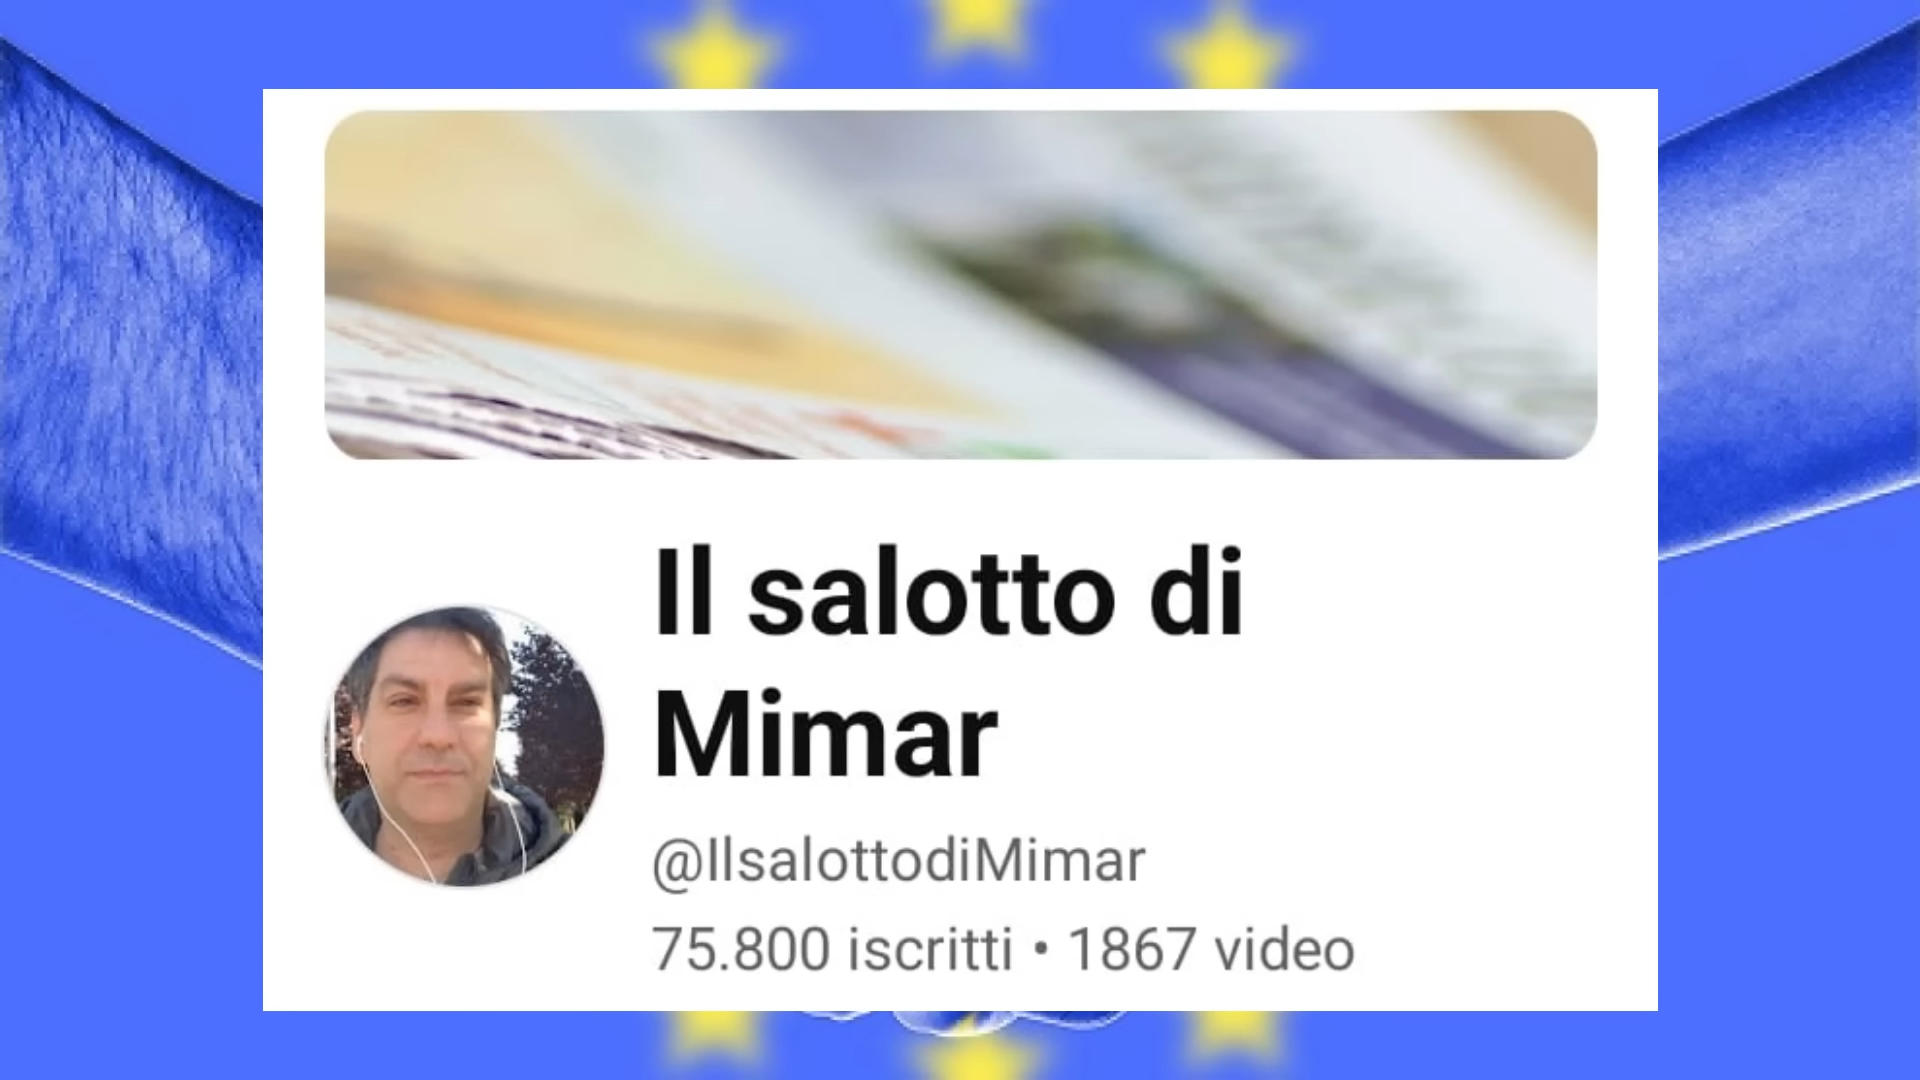 Il salotto di
Mimar
@IlsalottodiMimar
75.800 iscritti • 1867 video